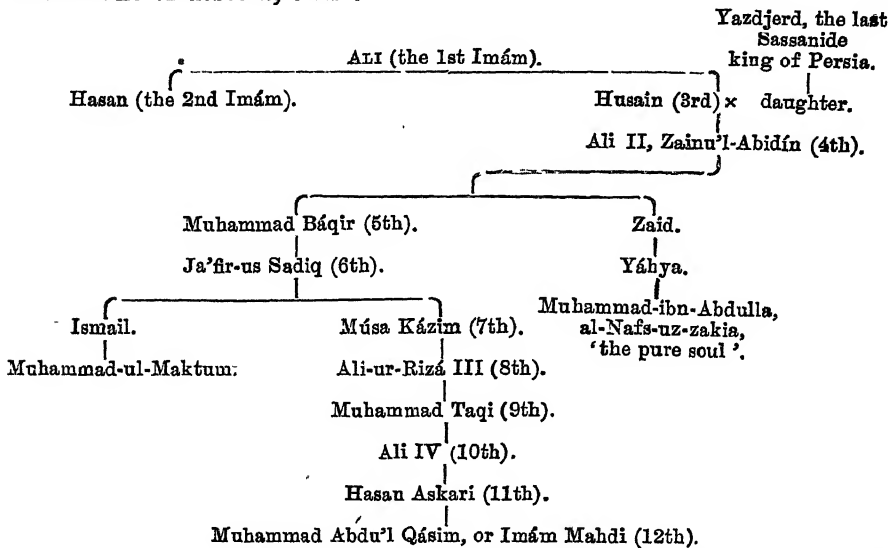 Yazdjerd, the last
Sassanide
king of Persia.
ALI (the 1st Imám).
Hasan (the 2nd Imám). Husain (3rd) × daughter.
Ali II, Zainu'l-Abidín (4th).
Muhammad Báqir (5th). Zaid.
Ja'fir-us Sadiq (6th). Yáhya.
Muhammad-ibn-Abdulla,
al-Nafs-uz-zakia,
'the pure soul'.
Ismail. Músa Kázim (7th).
Muhammad-ul-Maktum. Ali-ur-Rizá III (8th).
Muhammad Taqi (9th).
Ali IV (10th).
Hasan Askari (11th).
Muhammad Abdu'l Qásim, or Imám Mahdi (12th).